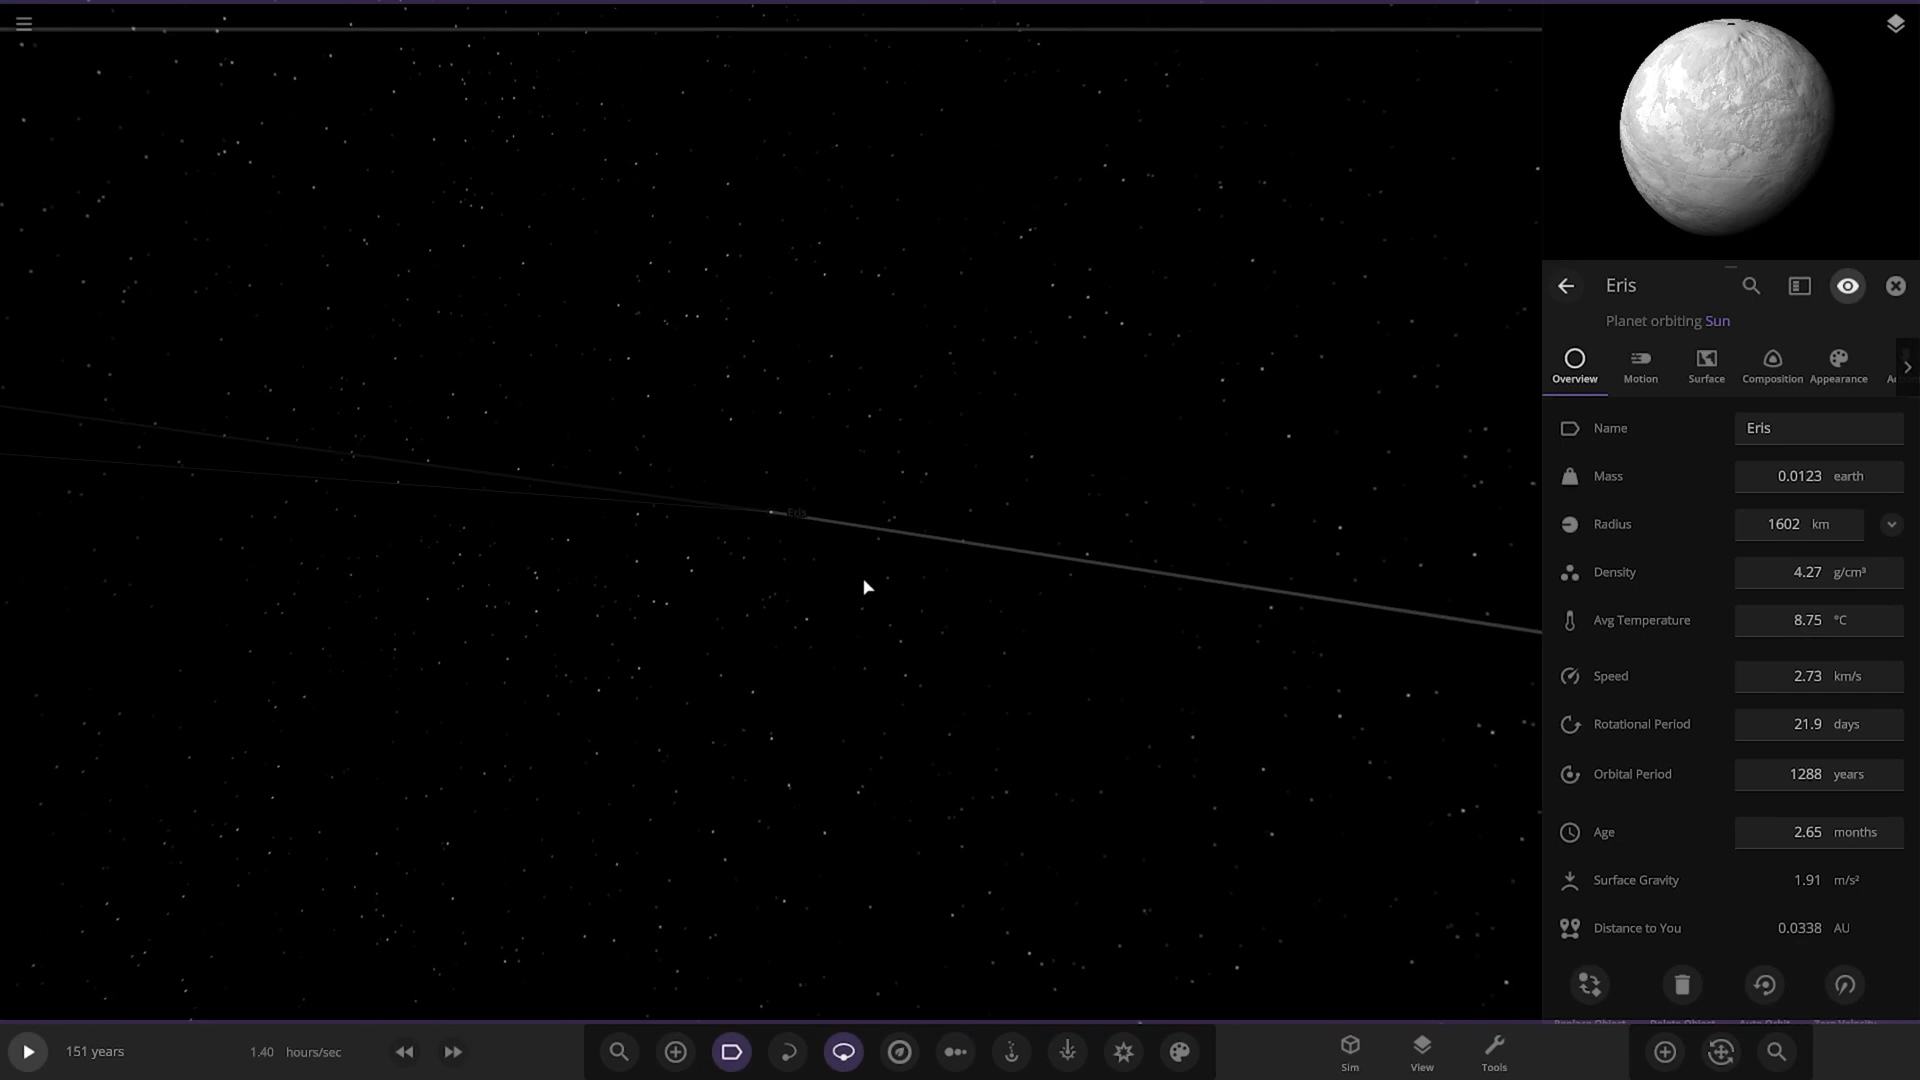 Eris
Planet orbiting Sun
Overview Motion Surface Composition Appearance
Name Eris
Mass 0.0123 earth
Radius 1602 km
Density 4.27 g/cm³
Avg Temperature 8.75 °C
Speed 2.73 km/s
Rotational Period 21.9 days
Orbital Period 1288 years
Age 2.65 months
Surface Gravity 1.91 m/s²
Distance to You 0.0338 AU
Eris
151 years 1.40 hours/sec
Sim View Tools